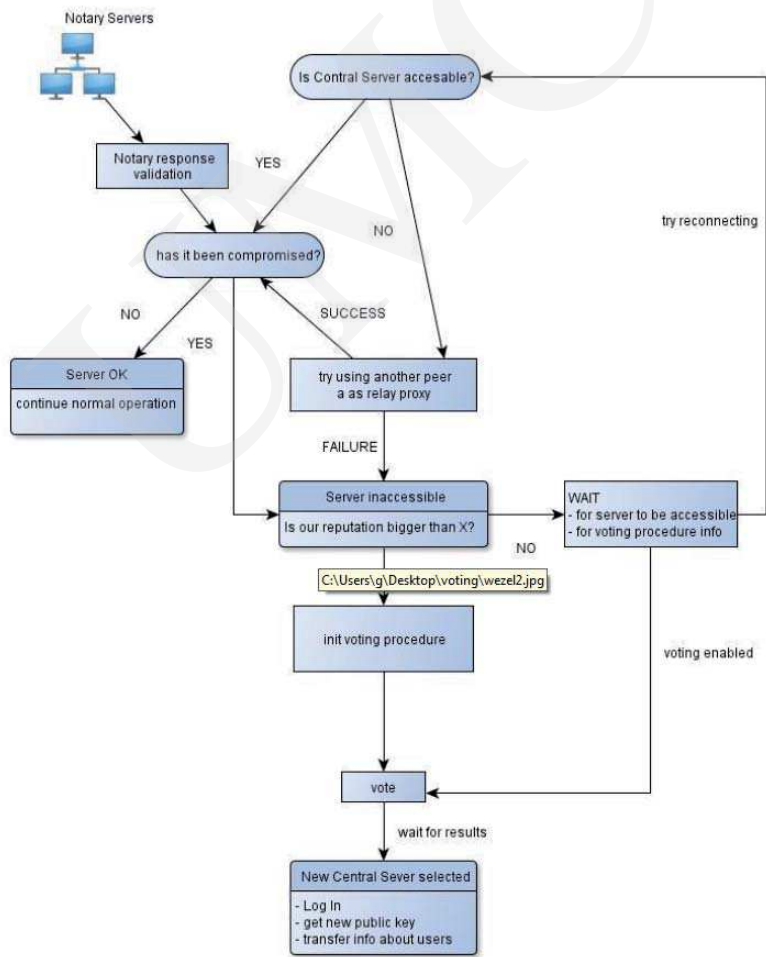 Notary Servers
Is Contral Server accesable?
Notary response
validation
YES
NO
try reconnecting
has it been compromised?
NO
YES
SUCCESS
Server OK
continue normal operation
try using another peer
a as relay proxy
FAILURE
Server inaccessible
Is our reputation bigger than X?
NO
WAIT
- for server to be accessible
- for voting procedure info
C:\Users\g\Desktop\voting\wezel2.jpg
init voting procedure
voting enabled
vote
wait for results
New Central Sever selected
- Log In
- get new public key
- transfer info about users
UMC